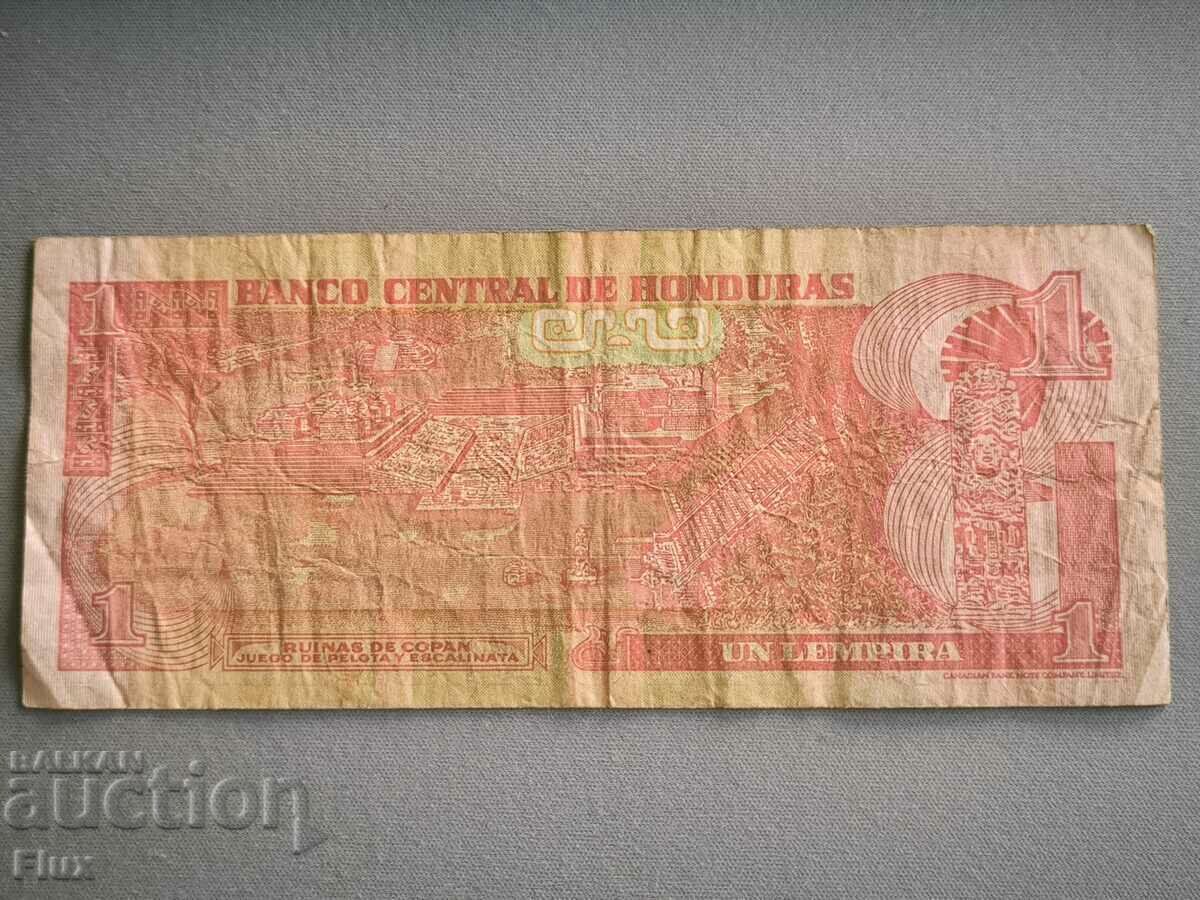 1
BANCO CENTRAL DE HONDURAS
1
1
RUINAS DE COPAN
JUEGO DE PELOTA Y ESCALINATA
UN LEMPIRA
1
CANADIAN BANK NOTE COMPANY, LIMITED
BALKAN
auction
Flux